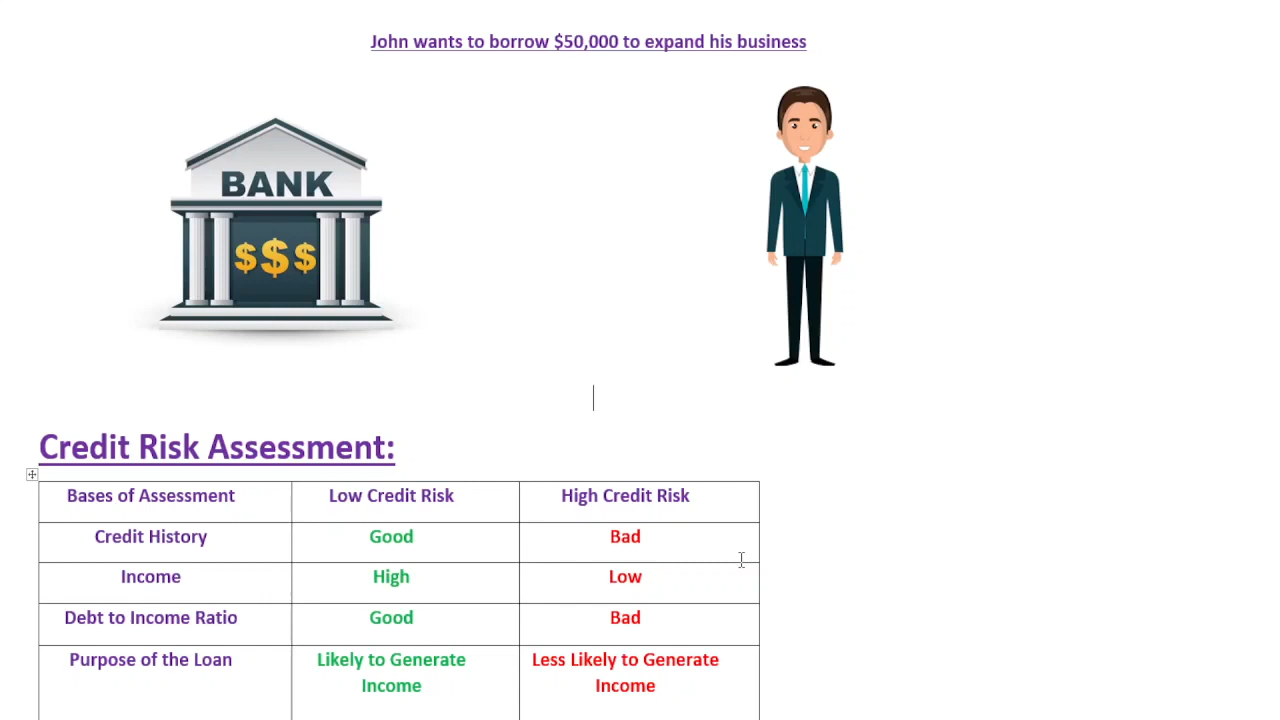 John wants to borrow $50,000 to expand his business
BANK
$$$
Credit Risk Assessment:
Bases of Assessment Low Credit Risk High Credit Risk
Credit History Good Bad
Income High Low
Debt to Income Ratio Good Bad
Purpose of the Loan Likely to Generate Less Likely to Generate
Income Income